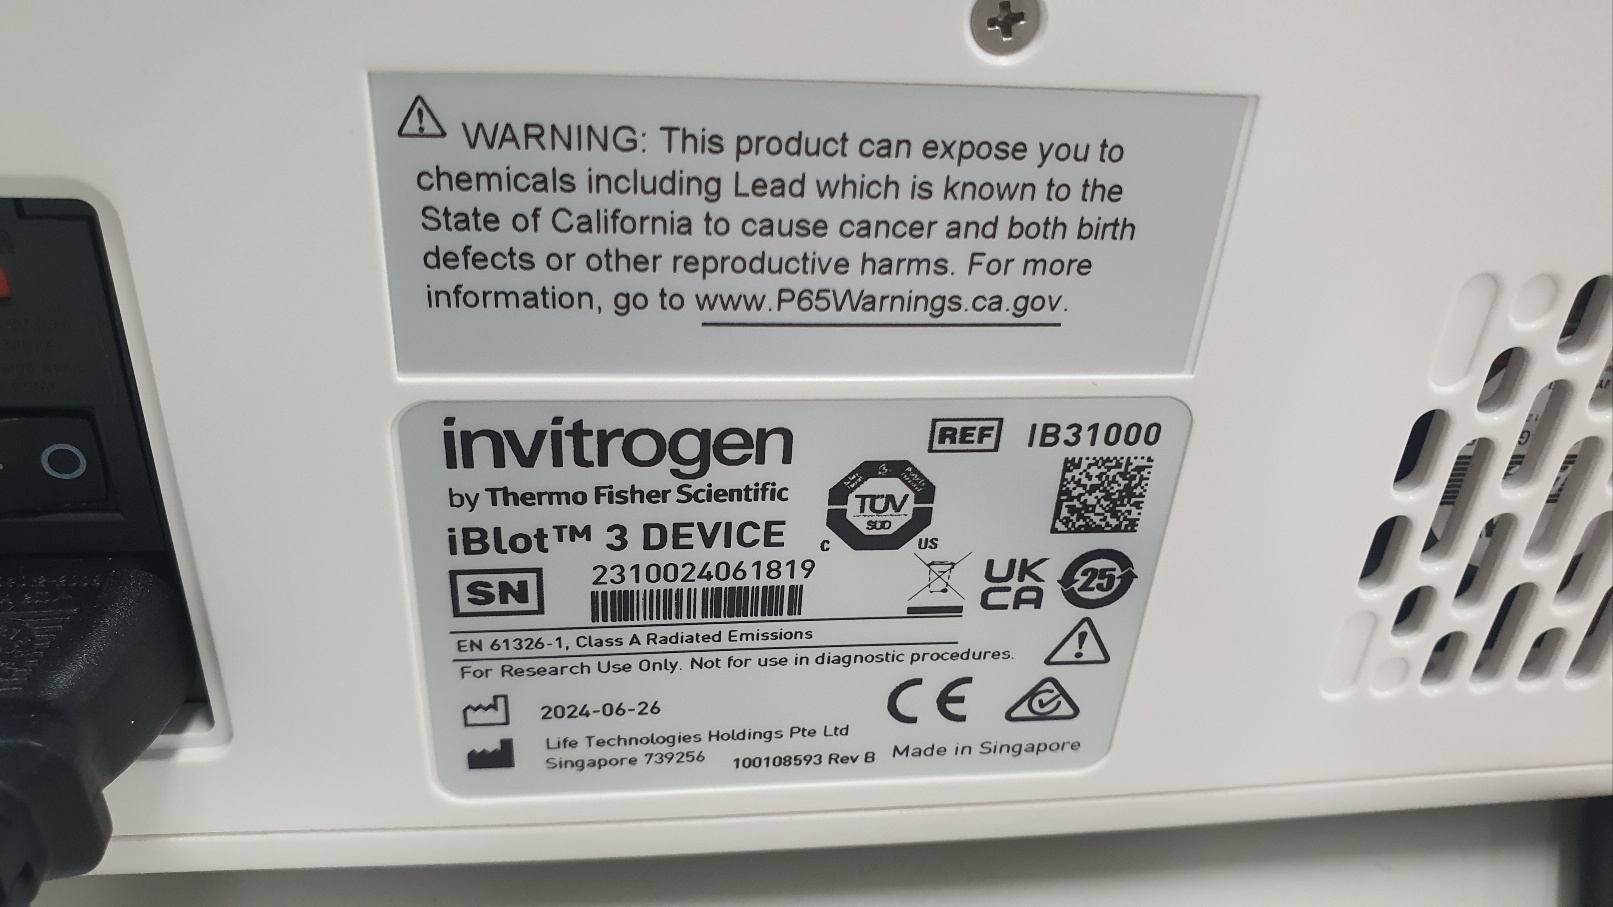 WARNING: This product can expose you to
chemicals including Lead which is known to the
State of California to cause cancer and both birth
defects or other reproductive harms. For more
information, go to www.P65Warnings.ca.gov.
invitrogen
by Thermo Fisher Scientific
REF IB31000
TÜV
SÜD
C US
iBlot™ 3 DEVICE
SN 2310024061819
UK
CA
25
EN 61326-1, Class A Radiated Emissions
For Research Use Only. Not for use in diagnostic procedures.
2024-06-26
CE
Life Technologies Holdings Pte Ltd
Singapore 739256 100108593 Rev B Made in Singapore